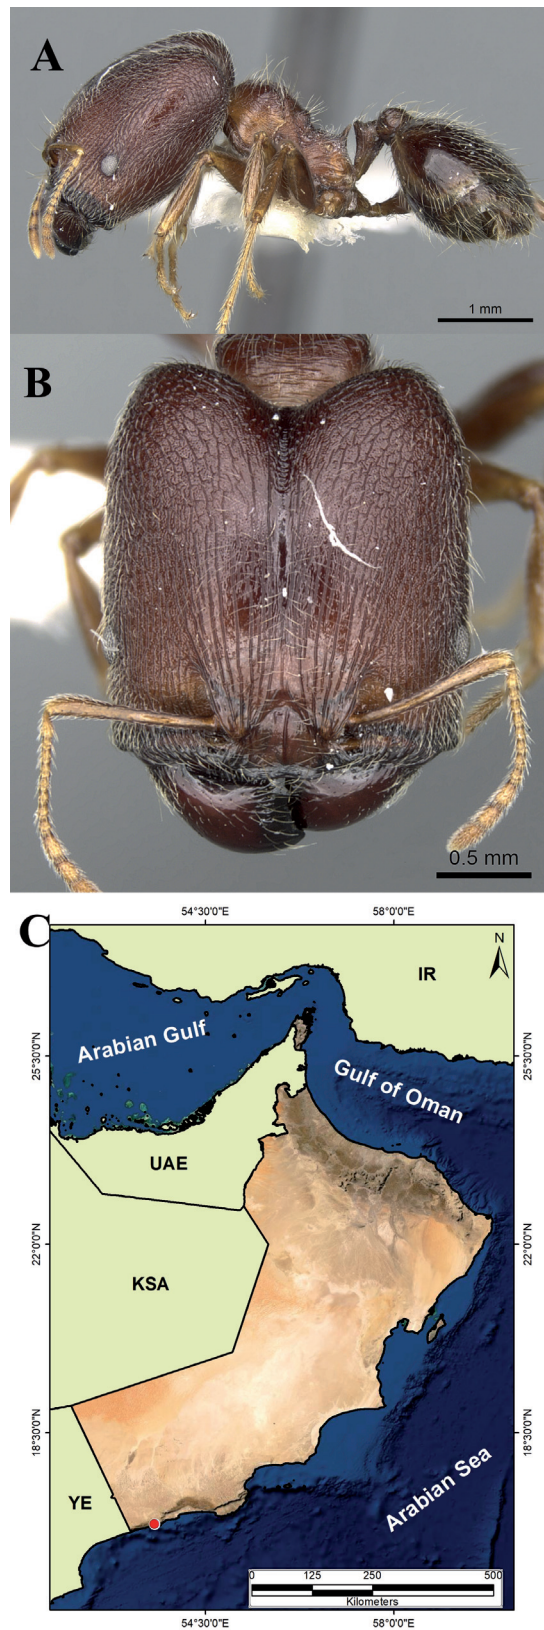 A
1 mm
B
0.5 mm
C
54°30'0"E
58°0'0"E
N
IR
Arabian Gulf
25°30'0"N
25°30'0"N
Gulf of Oman
UAE
22°0'0"N
22°0'0"N
KSA
18°30'0"N
18°30'0"N
YE
Arabian Sea
0 125 250 500
Kilometers
54°30'0"E
58°0'0"E